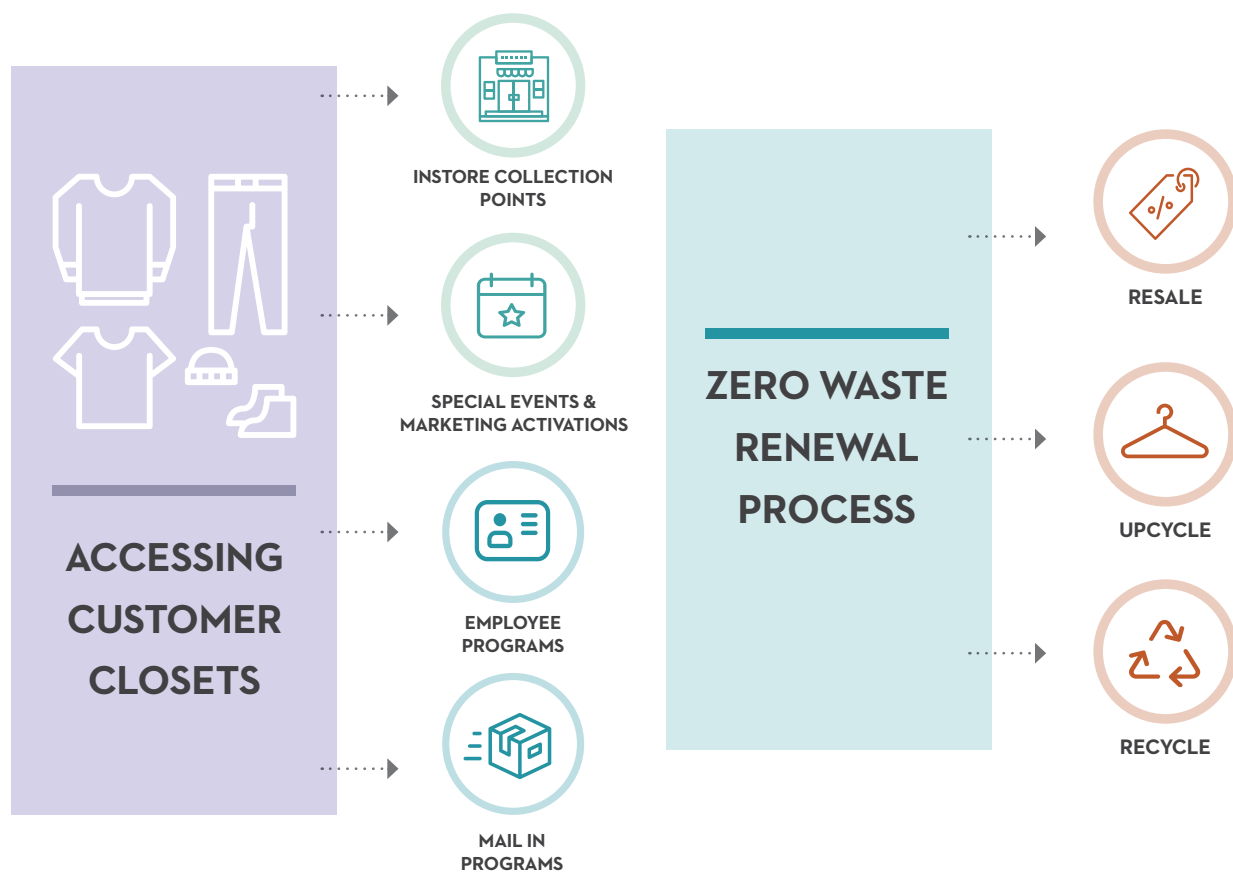 ACCESSING
CUSTOMER
CLOSETS
INSTORE COLLECTION
POINTS
SPECIAL EVENTS &
MARKETING ACTIVATIONS
EMPLOYEE
PROGRAMS
MAIL IN
PROGRAMS
ZERO WASTE
RENEWAL
PROCESS
%
RESALE
UPCYCLE
RECYCLE